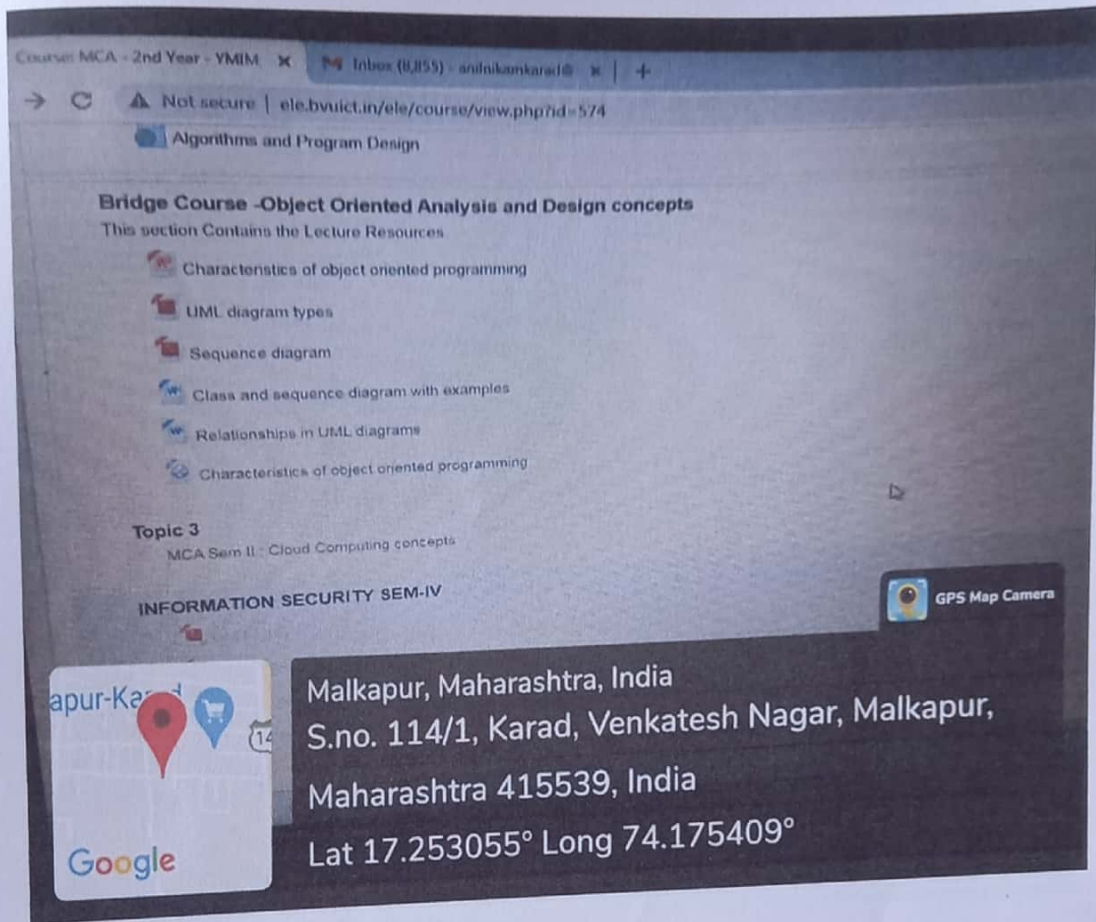 Course: MCA - 2nd Year - YMIM
Inbox (8,855) - anilnikamkarad@
Not secure | ele.bvuict.in/ele/course/view.php?id=574
Algorithms and Program Design
Bridge Course -Object Oriented Analysis and Design concepts
This section Contains the Lecture Resources
Characteristics of object oriented programming
UML diagram types
Sequence diagram
Class and sequence diagram with examples
Relationships in UML diagrams
Characteristics of object oriented programming
Topic 3
MCA Sem II : Cloud Computing concepts
INFORMATION SECURITY SEM-IV
GPS Map Camera
apur-Ka
14
Google
Malkapur, Maharashtra, India
S.no. 114/1, Karad, Venkatesh Nagar, Malkapur,
Maharashtra 415539, India
Lat 17.253055° Long 74.175409°